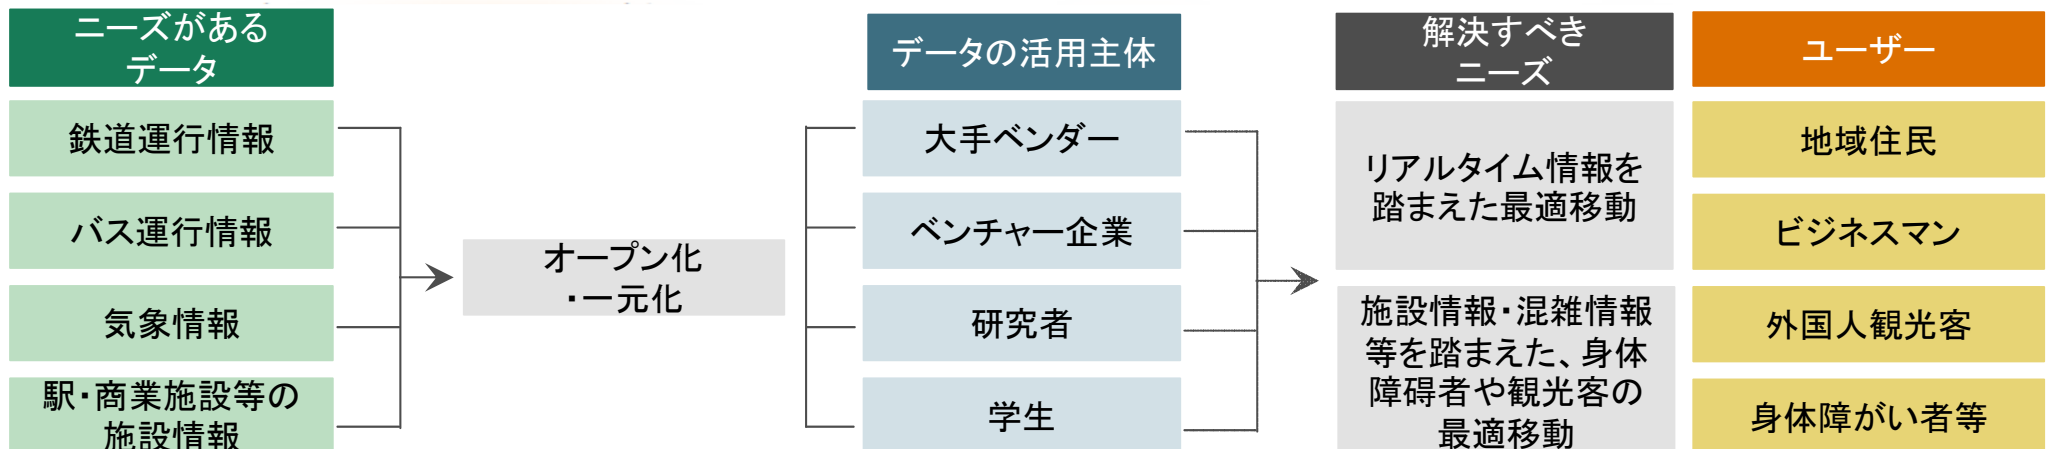 ニーズがある
データ
鉄道運行情報
バス運行情報
気象情報
駅・商業施設等の
施設情報
オープン化
・一元化
データの活用主体
大手ベンダー
ベンチャー企業
研究者
学生
解決すべき
ニーズ
リアルタイム情報を
踏まえた最適移動
施設情報・混雑情報
等を踏まえた、身体
障碍者や観光客の
最適移動
ユーザー
地域住民
ビジネスマン
外国人観光客
身体障がい者等